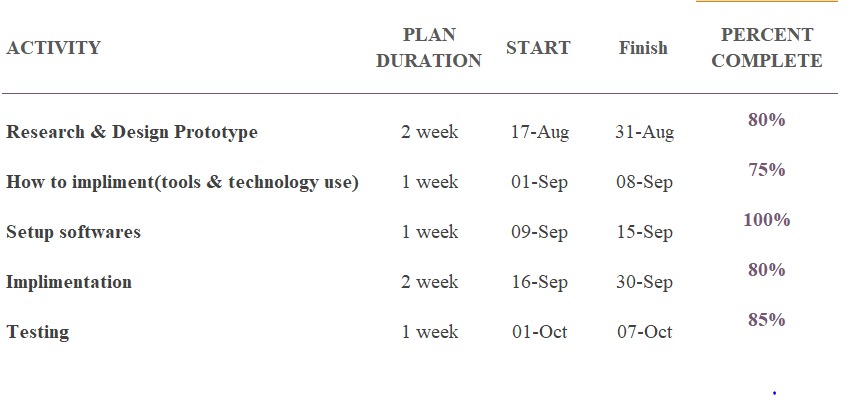 ACTIVITY PLAN DURATION START Finish PERCENT COMPLETE
Research & Design Prototype 2 week 17-Aug 31-Aug 80%
How to impliment(tools & technology use) 1 week 01-Sep 08-Sep 75%
Setup softwares 1 week 09-Sep 15-Sep 100%
Implimentation 2 week 16-Sep 30-Sep 80%
Testing 1 week 01-Oct 07-Oct 85%